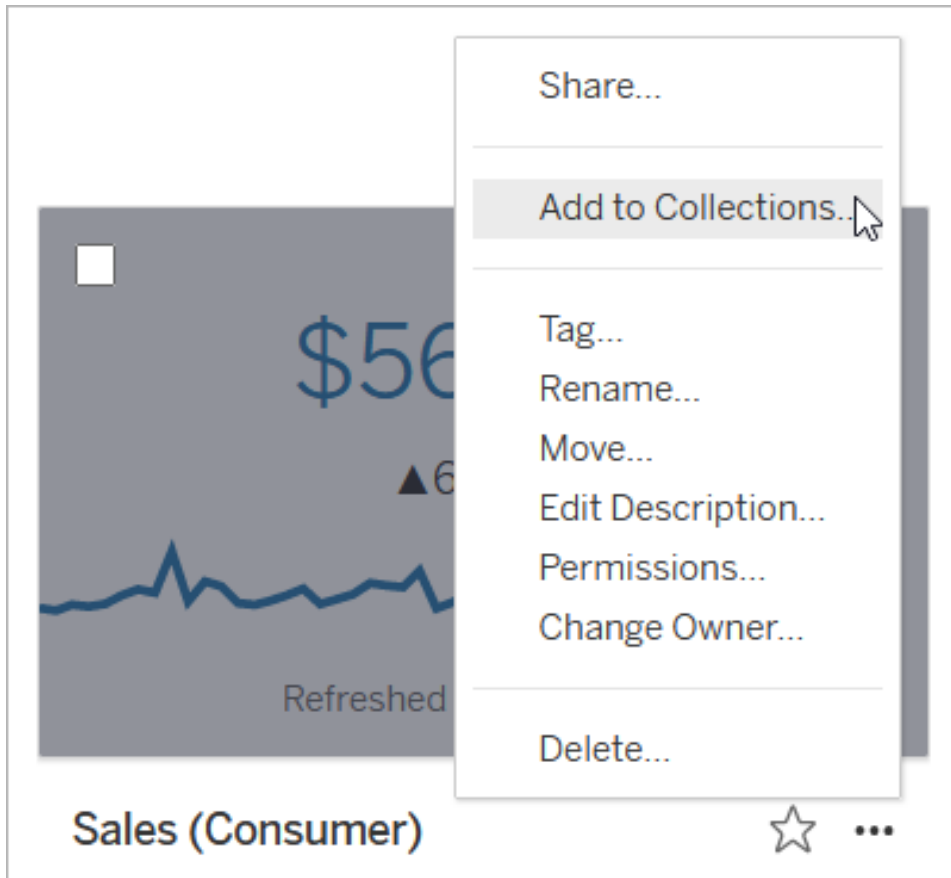 Share...
Add to Collections...
$56
▲6
Tag...
Rename...
Move...
Edit Description...
Permissions...
Change Owner...
Refreshed
Delete...
Sales (Consumer)